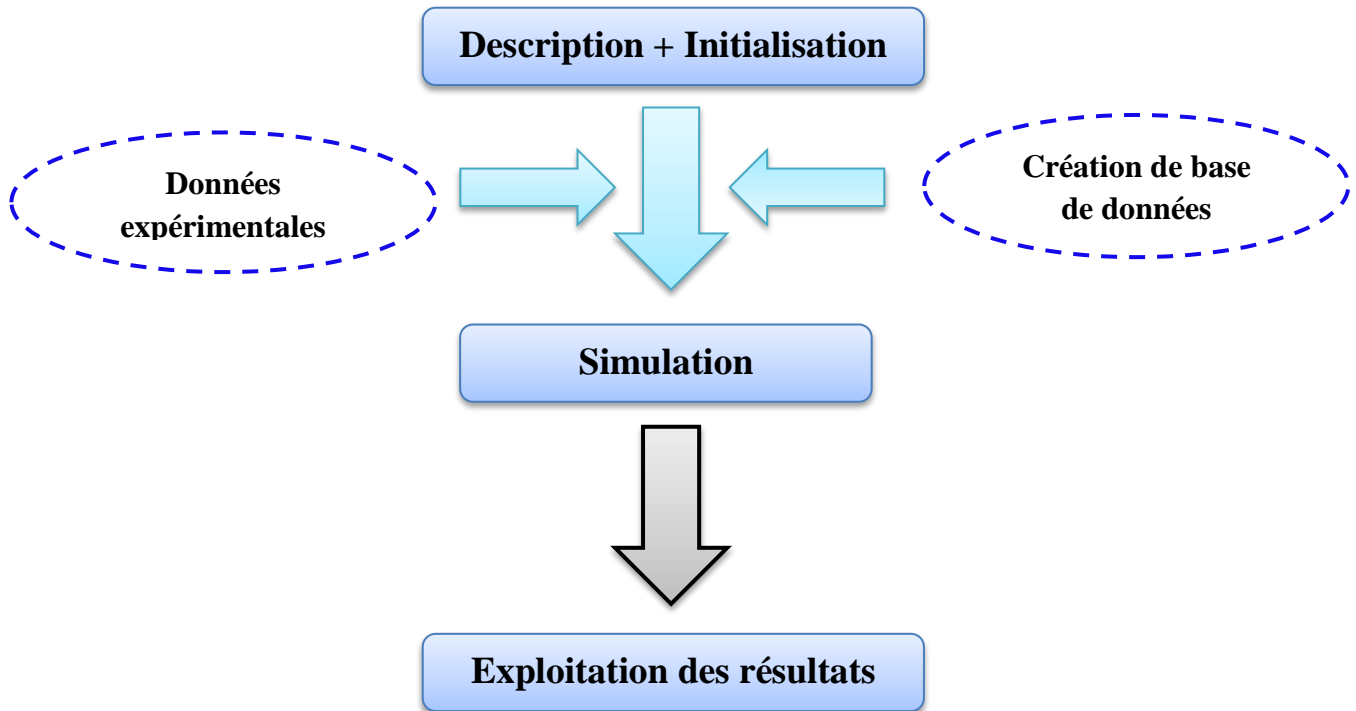 Description + Initialisation
Données
expérimentales
Création de base
de données
Simulation
Exploitation des résultats